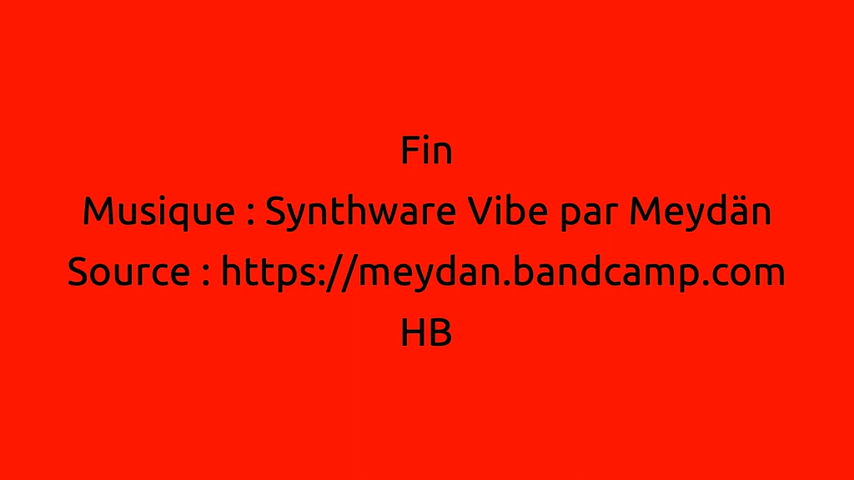 Fin
Musique : Synthware Vibe par Meydän
Source : https://meydan.bandcamp.com
HB